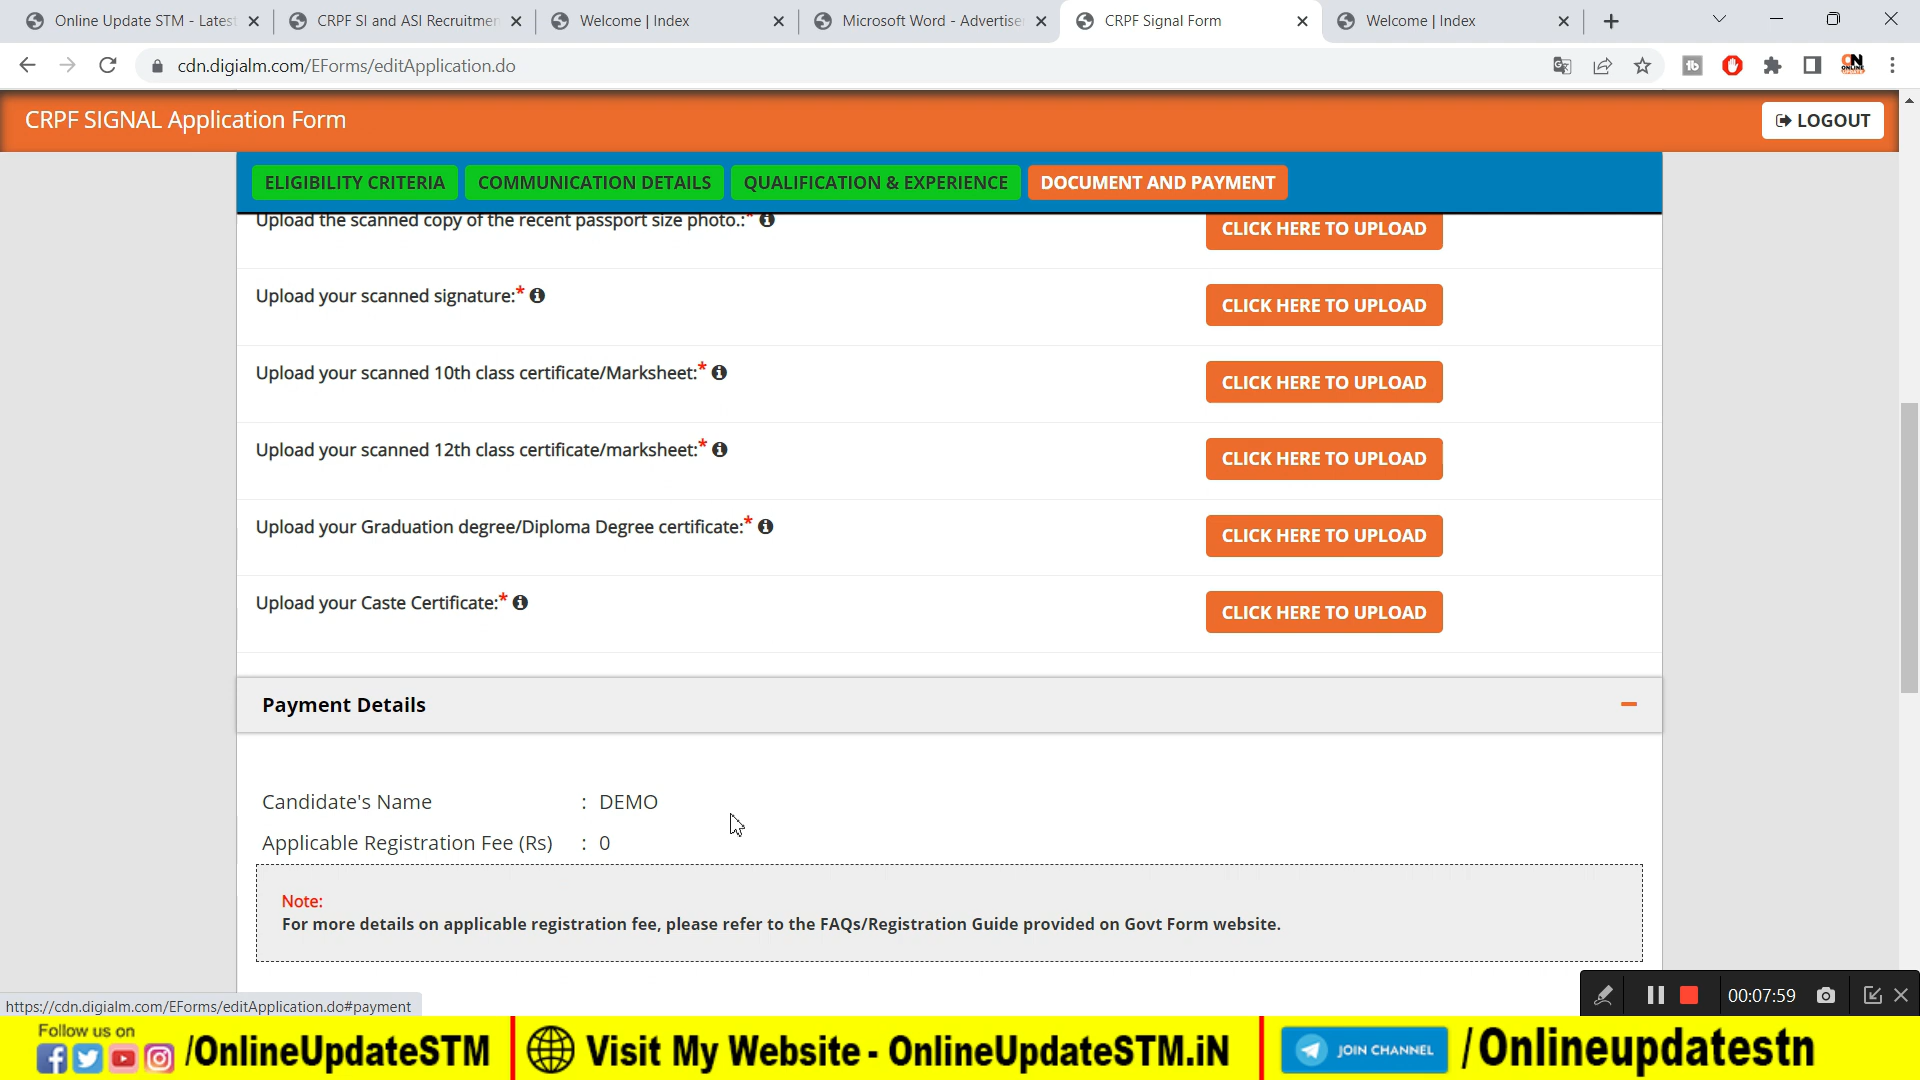 Online Update STM - Latest
CRPF SI and ASI Recruitmen
Welcome | Index
Microsoft Word - Advertise
CRPF Signal Form
Welcome | Index
cdn.digialm.com/EForms/editApplication.do
CRPF SIGNAL Application Form
LOGOUT
ELIGIBILITY CRITERIA
COMMUNICATION DETAILS
QUALIFICATION & EXPERIENCE
DOCUMENT AND PAYMENT
Upload the scanned copy of the recent passport size photo.:*
CLICK HERE TO UPLOAD
Upload your scanned signature:*
CLICK HERE TO UPLOAD
Upload your scanned 10th class certificate/Marksheet:*
CLICK HERE TO UPLOAD
Upload your scanned 12th class certificate/marksheet:*
CLICK HERE TO UPLOAD
Upload your Graduation degree/Diploma Degree certificate:*
CLICK HERE TO UPLOAD
Upload your Caste Certificate:*
CLICK HERE TO UPLOAD
Payment Details
Candidate's Name : DEMO
Applicable Registration Fee (Rs) : 0
Note:
For more details on applicable registration fee, please refer to the FAQs/Registration Guide provided on Govt Form website.
https://cdn.digialm.com/EForms/editApplication.do#payment
00:07:59
Follow us on
/OnlineUpdateSTM
Visit My Website - OnlineUpdateSTM.iN
JOIN CHANNEL
/Onlineupdatestn